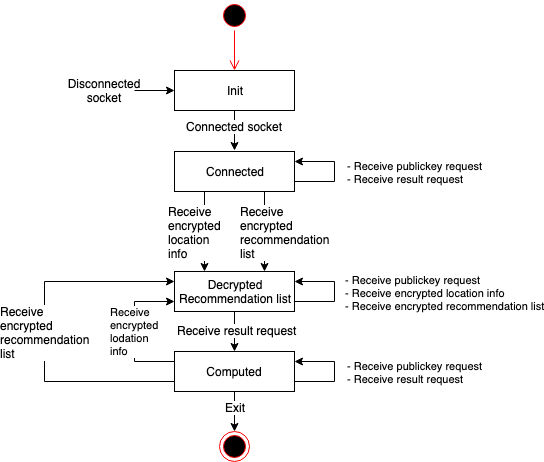 Disconnected
socket
Init
Connected socket
Connected
- Receive publickey request
- Receive result request
Receive
encrypted
location
info
Receive
encrypted
recommendation
list
Decrypted
Recommendation list
- Receive publickey request
- Receive encrypted location info
- Receive encrypted recommendation list
Receive
encrypted
recommendation
list
Receive
encrypted
lodation
info
Receive result request
Computed
- Receive publickey request
- Receive result request
Exit